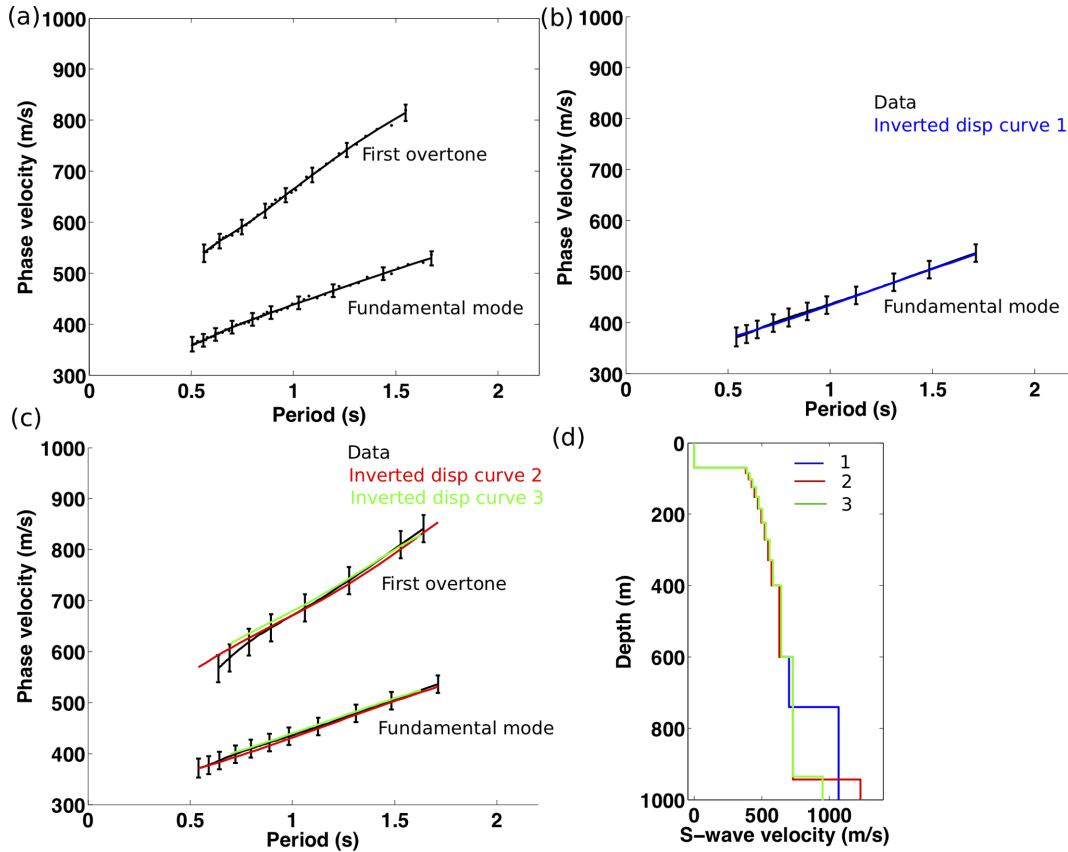 (a)
1000
900
800
700
600
500
400
300
0
0.5
1
1.5
2
Phase velocity (m/s)
Period (s)
First overtone
Fundamental mode
(b)
1000
900
800
700
600
500
400
300
0
0.5
1
1.5
2
Phase Velocity (m/s)
Period (s)
Data
Inverted disp curve 1
Fundamental mode
(c)
1000
900
800
700
600
500
400
300
0
0.5
1
1.5
2
Phase velocity (m/s)
Period (s)
Data
Inverted disp curve 2
Inverted disp curve 3
First overtone
Fundamental mode
(d)
0
200
400
600
800
1000
0
500
1000
Depth (m)
S-wave velocity (m/s)
1
2
3